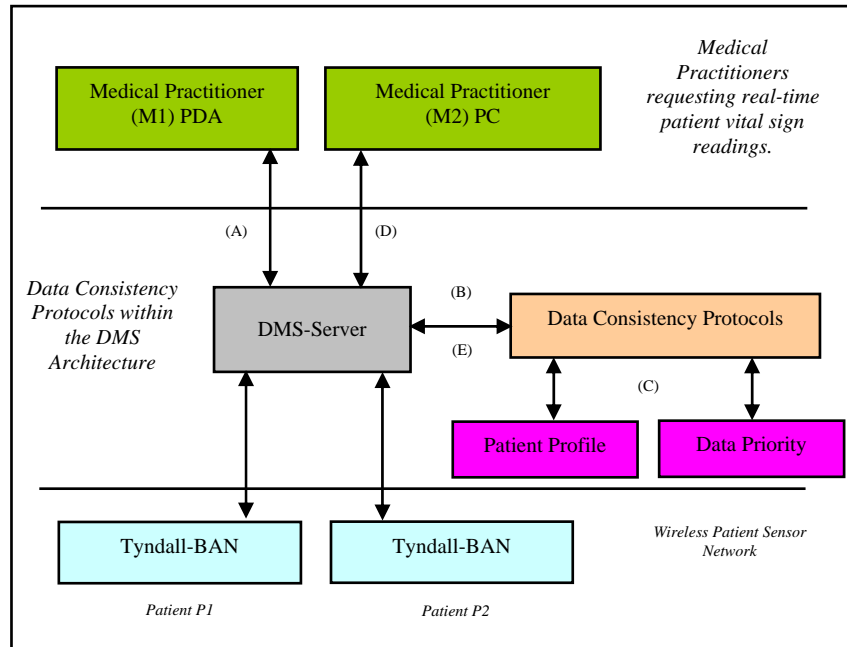 Medical Practitioner
(M1) PDA
Medical Practitioner
(M2) PC
Medical
Practitioners
requesting real-time
patient vital sign
readings.
(A)
(D)
Data Consistency
Protocols within
the DMS
Architecture
DMS-Server
(B)
(E)
Data Consistency Protocols
(C)
Patient Profile
Data Priority
Tyndall-BAN
Tyndall-BAN
Wireless Patient Sensor
Network
Patient P1
Patient P2